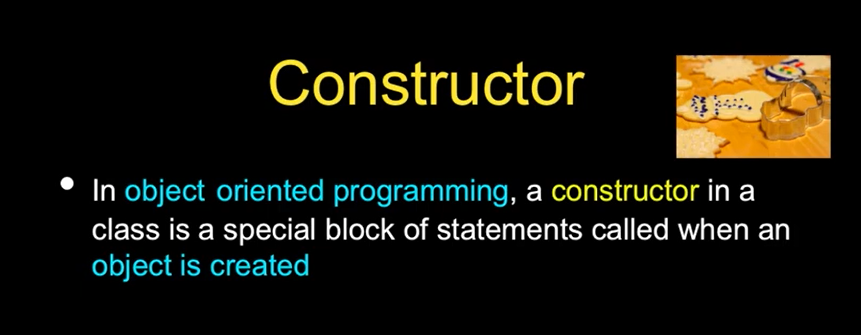 Constructor
• In object oriented programming, a constructor in a
class is a special block of statements called when an
object is created